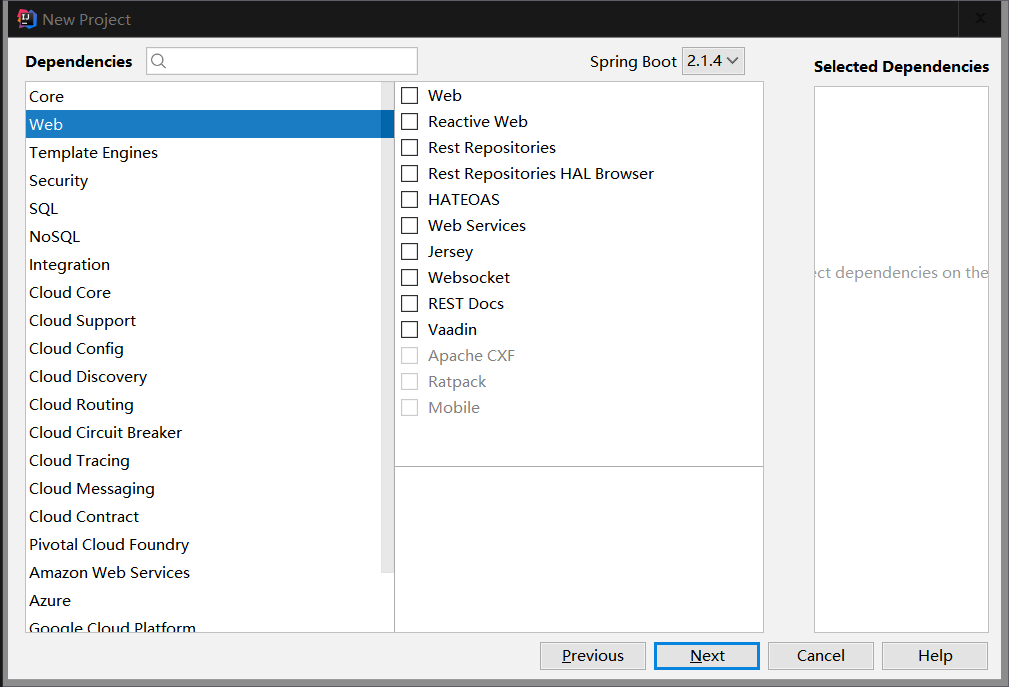 New Project
Dependencies
Spring Boot 2.1.4
Selected Dependencies
Core
Web
Template Engines
Security
SQL
NoSQL
Integration
Cloud Core
Cloud Support
Cloud Config
Cloud Discovery
Cloud Routing
Cloud Circuit Breaker
Cloud Tracing
Cloud Messaging
Cloud Contract
Pivotal Cloud Foundry
Amazon Web Services
Azure
Google Cloud Platform
Web
Reactive Web
Rest Repositories
Rest Repositories HAL Browser
HATEOAS
Web Services
Jersey
Websocket
REST Docs
Vaadin
Apache CXF
Ratpack
Mobile
ect dependencies on the
Previous
Next
Cancel
Help